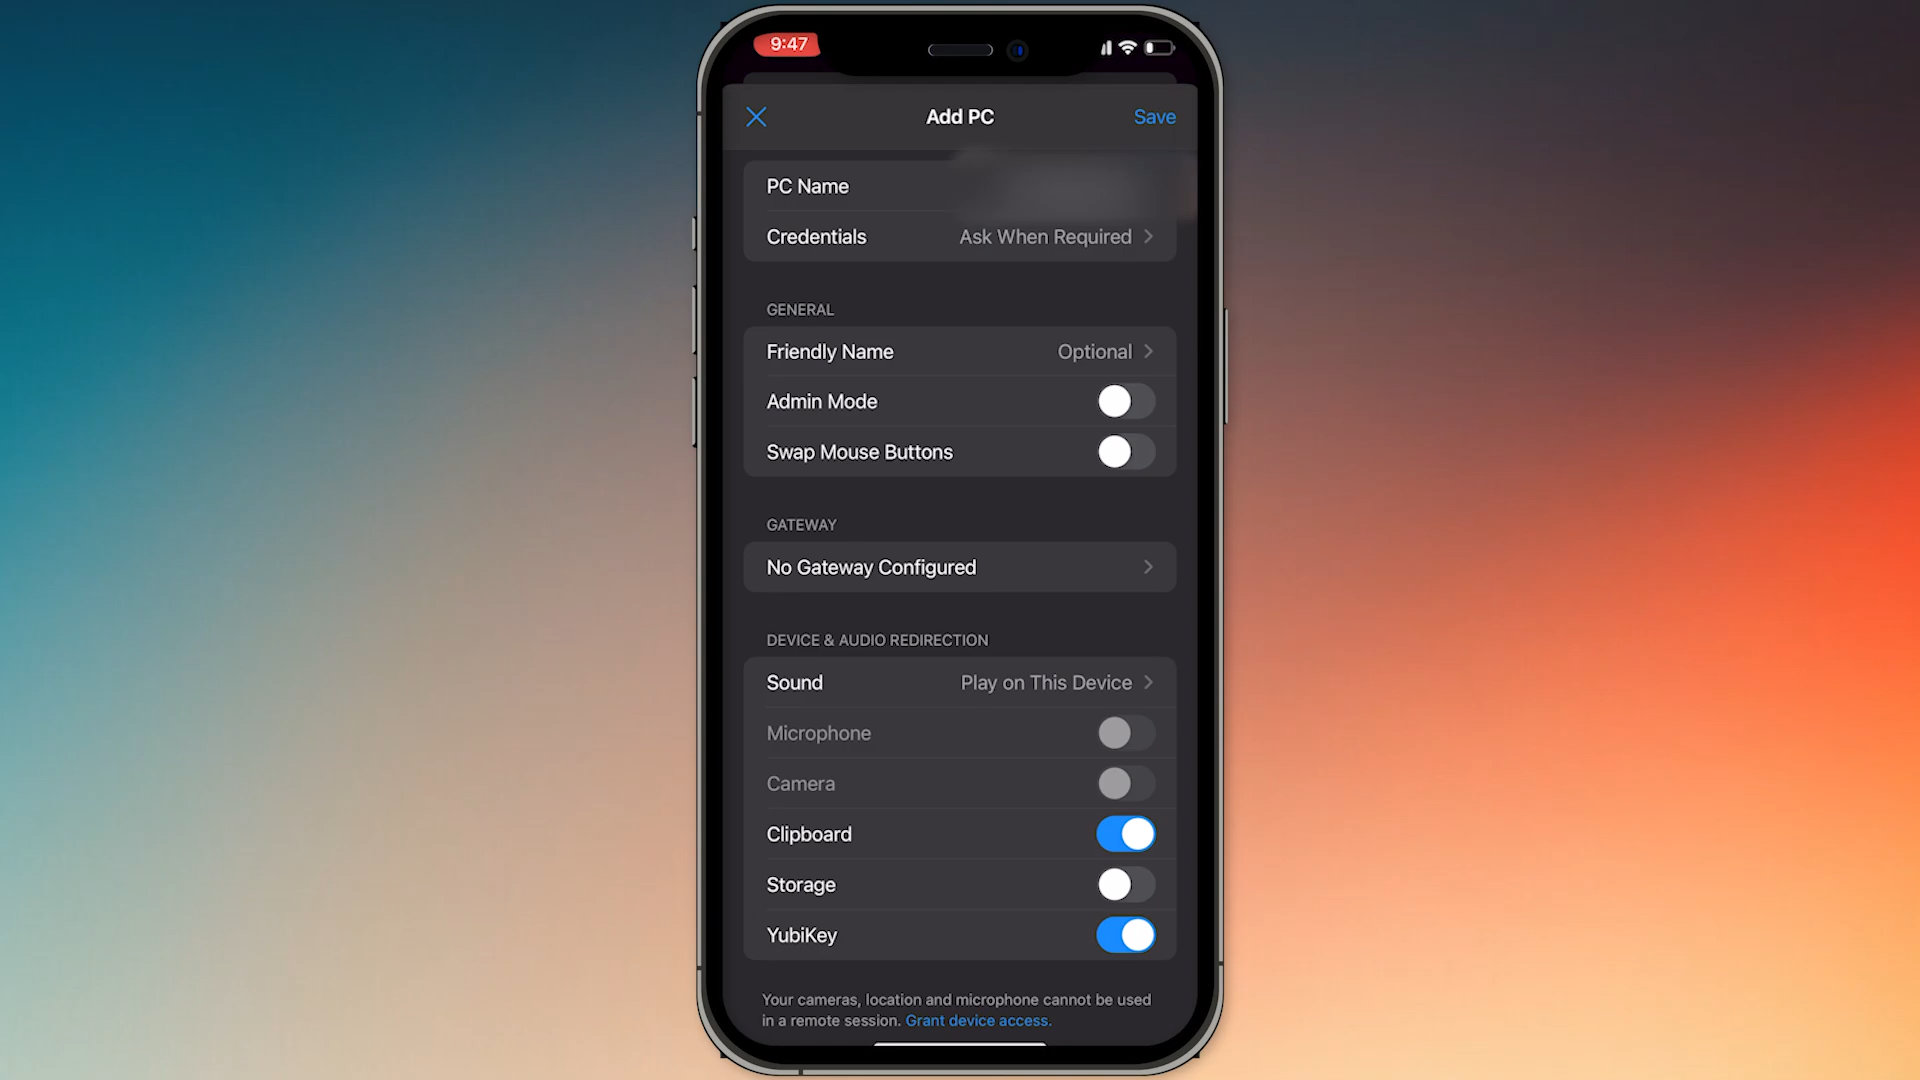 9:47
Add PC
Save
PC Name
Credentials Ask When Required
GENERAL
Friendly Name Optional
Admin Mode
Swap Mouse Buttons
GATEWAY
No Gateway Configured
DEVICE & AUDIO REDIRECTION
Sound Play on This Device
Microphone
Camera
Clipboard
Storage
YubiKey
Your cameras, location and microphone cannot be used
in a remote session. Grant device access.